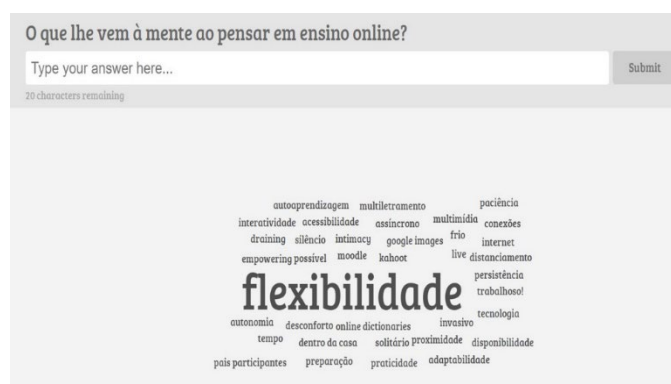 O que lhe vem à mente ao pensar em ensino online?
Type your answer here...
Submit
20 characters remaining
autoaprendizagem multiletramento paciência
interatividade acessibilidade assíncrono multimídia conexões
draining silêncio intimacy google images frio internet
empowering possível moodle kahoot live distanciamento
persistência
flexibilidade trabalhoso!
tecnologia
autonomia desconforto online dictionaries invasivo
tempo dentro da casa solitário proximidade disponibilidade
pais participantes preparação praticidade adaptabilidade